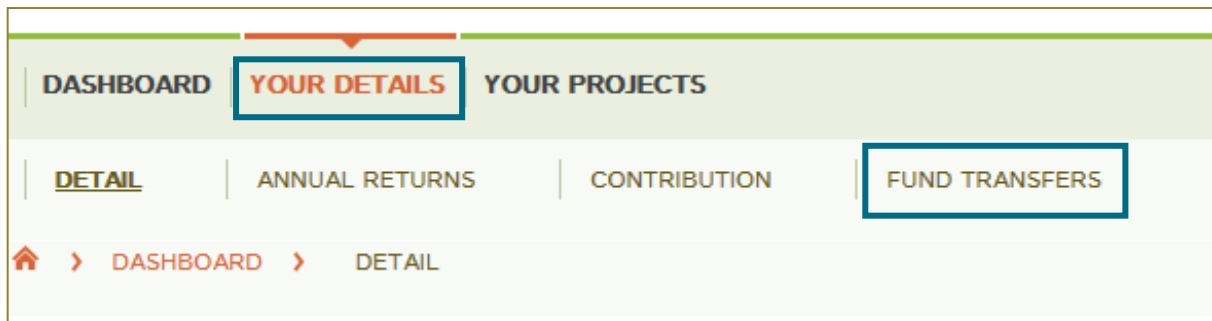 DASHBOARD YOUR DETAILS YOUR PROJECTS
DETAIL ANNUAL RETURNS CONTRIBUTION FUND TRANSFERS
DASHBOARD DETAIL